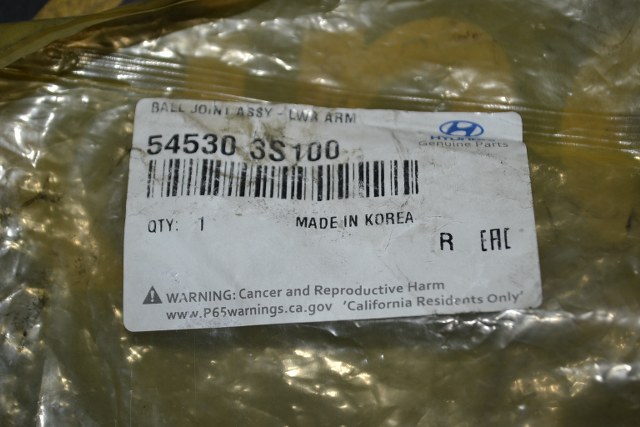 BALL JOINT ASSY - LWR ARM
54530 3S100
HYUNDAI
Genuine Parts
QTY: 1
MADE IN KOREA
R EAC
WARNING: Cancer and Reproductive Harm
www.P65warnings.ca.gov 'California Residents Only'